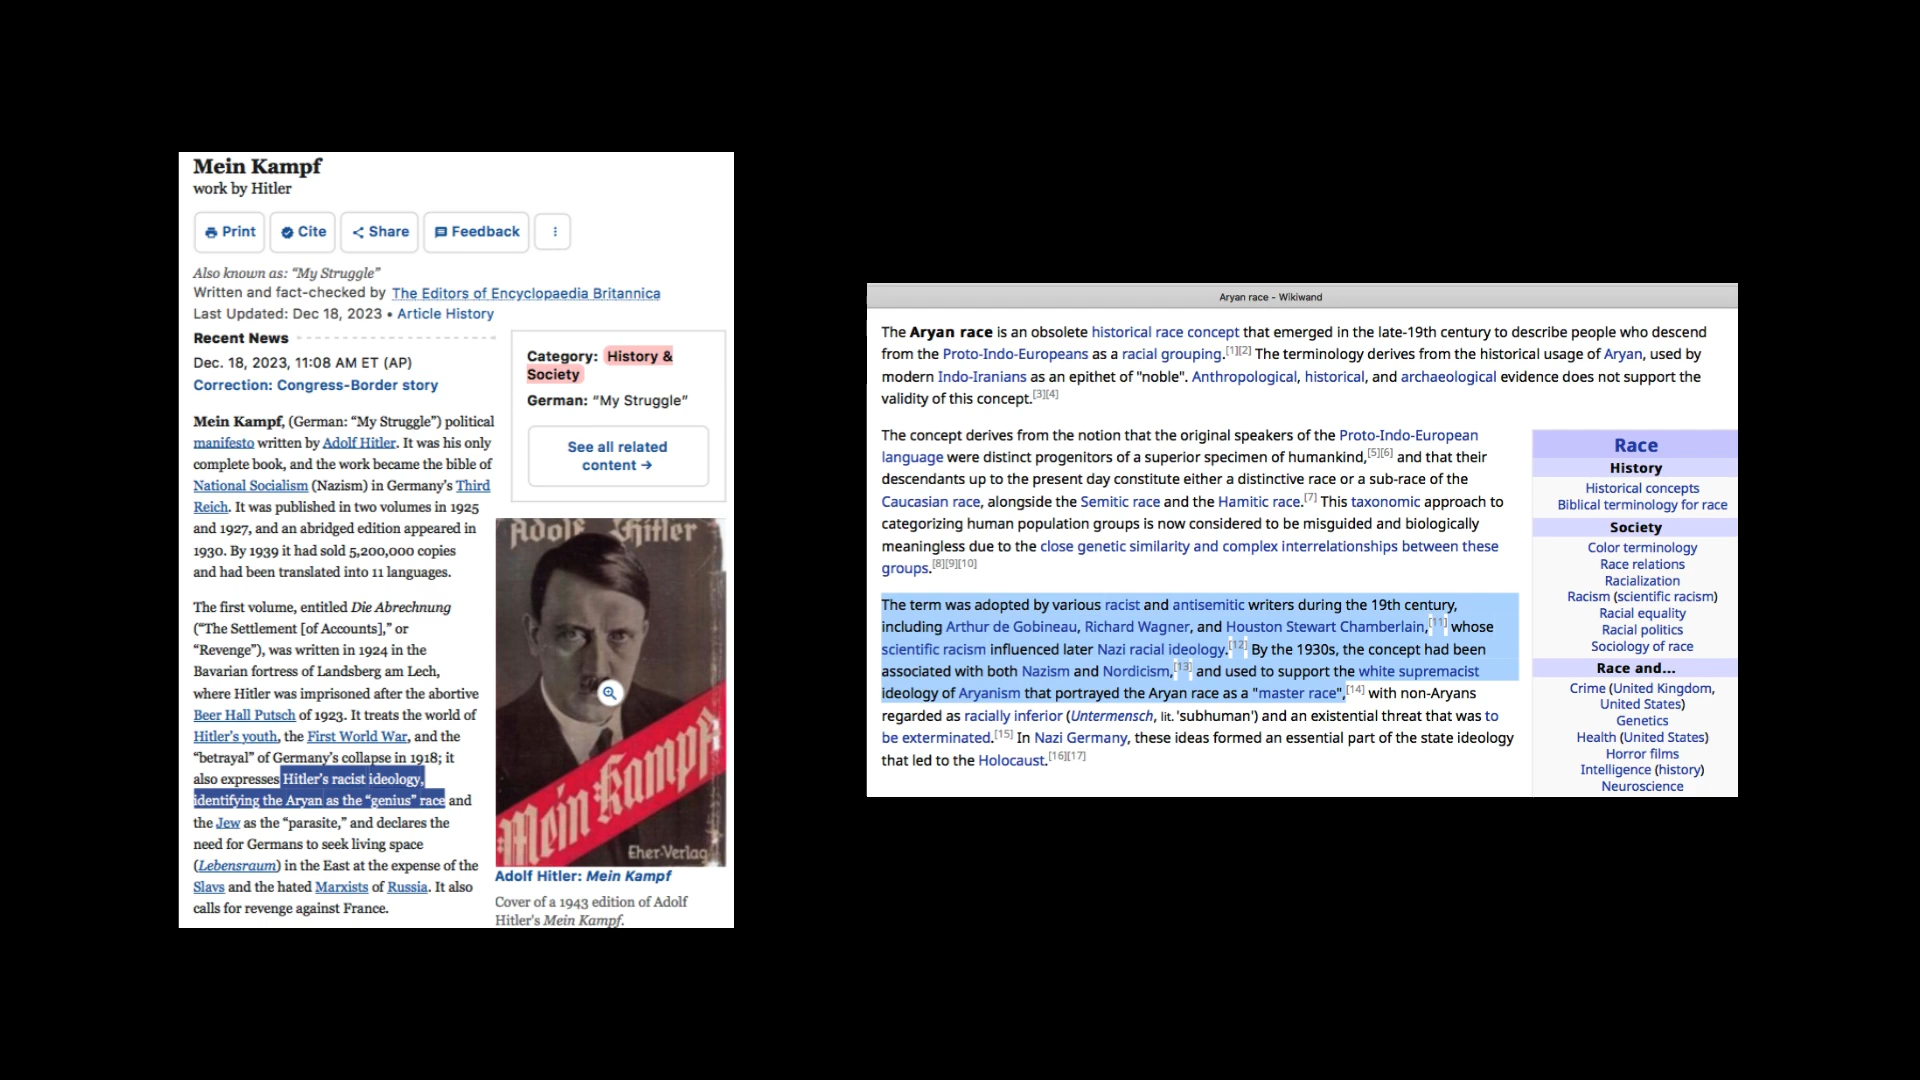 Mein Kampf
work by Hitler
Print
Cite
Share
Feedback
Also known as: “My Struggle”
Written and fact-checked by The Editors of Encyclopaedia Britannica
Last Updated: Dec 18, 2023 • Article History
Recent News
Dec. 18, 2023, 11:08 AM ET (AP)
Correction: Congress-Border story
Category: History &
Society
German: “My Struggle”
See all related
content →
Mein Kampf, (German: “My Struggle”) political
manifesto written by Adolf Hitler. It was his only
complete book, and the work became the bible of
National Socialism (Nazism) in Germany’s Third
Reich. It was published in two volumes in 1925
and 1927, and an abridged edition appeared in
1930. By 1939 it had sold 5,200,000 copies
and had been translated into 11 languages.
The first volume, entitled Die Abrechnung
(“The Settlement [of Accounts],” or
“Revenge”), was written in 1924 in the
Bavarian fortress of Landsberg am Lech,
where Hitler was imprisoned after the abortive
Beer Hall Putsch of 1923. It treats the world of
Hitler’s youth, the First World War, and the
“betrayal” of Germany’s collapse in 1918; it
also expresses Hitler’s racist ideology,
identifying the Aryan as the “genius” race and
the Jew as the “parasite,” and declares the
need for Germans to seek living space
(Lebensraum) in the East at the expense of the
Slavs and the hated Marxists of Russia. It also
calls for revenge against France.
Adolf Hitler
Mein Kampf
Eher-Verlag
Adolf Hitler: Mein Kampf
Cover of a 1943 edition of Adolf
Hitler's Mein Kampf.
Aryan race - Wikiwand
The Aryan race is an obsolete historical race concept that emerged in the late-19th century to describe people who descend
from the Proto-Indo-Europeans as a racial grouping.[1][2] The terminology derives from the historical usage of Aryan, used by
modern Indo-Iranians as an epithet of "noble". Anthropological, historical, and archaeological evidence does not support the
validity of this concept.[3][4]
The concept derives from the notion that the original speakers of the Proto-Indo-European
language were distinct progenitors of a superior specimen of humankind,[5][6] and that their
descendants up to the present day constitute either a distinctive race or a sub-race of the
Caucasian race, alongside the Semitic race and the Hamitic race.[7] This taxonomic approach to
categorizing human population groups is now considered to be misguided and biologically
meaningless due to the close genetic similarity and complex interrelationships between these
groups.[8][9][10]
The term was adopted by various racist and antisemitic writers during the 19th century,
including Arthur de Gobineau, Richard Wagner, and Houston Stewart Chamberlain,[11] whose
scientific racism influenced later Nazi racial ideology.[12] By the 1930s, the concept had been
associated with both Nazism and Nordicism,[13] and used to support the white supremacist
ideology of Aryanism that portrayed the Aryan race as a "master race",[14] with non-Aryans
regarded as racially inferior (Untermensch, lit. 'subhuman') and an existential threat that was to
be exterminated.[15] In Nazi Germany, these ideas formed an essential part of the state ideology
that led to the Holocaust.[16][17]
Race
History
Historical concepts
Biblical terminology for race
Society
Color terminology
Race relations
Racialization
Racism (scientific racism)
Racial equality
Racial politics
Sociology of race
Race and...
Crime (United Kingdom,
United States)
Genetics
Health (United States)
Horror films
Intelligence (history)
Neuroscience